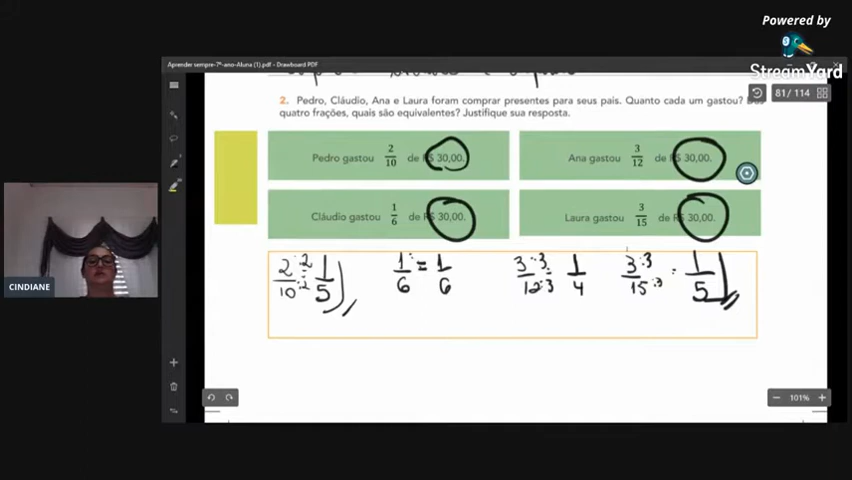 Powered by
StreamYard
Aprender sempre-7º-ano-Aluna (1).pdf - Drawboard PDF
81 / 114
2. Pedro, Cláudio, Ana e Laura foram comprar presentes para seus pais. Quanto cada um gastou? Das
quatro frações, quais são equivalentes? Justifique sua resposta.
Pedro gastou 2/10 de R$ 30,00.
Ana gastou 3/12 de R$ 30,00.
Cláudio gastou 1/6 de R$ 30,00.
Laura gastou 3/15 de R$ 30,00.
2/10 :2/:2 = 1/5
1/6 = 1/6
3/12 :3/:3 = 1/4
3/15 :3/:3 = 1/5
CINDIANE
101%